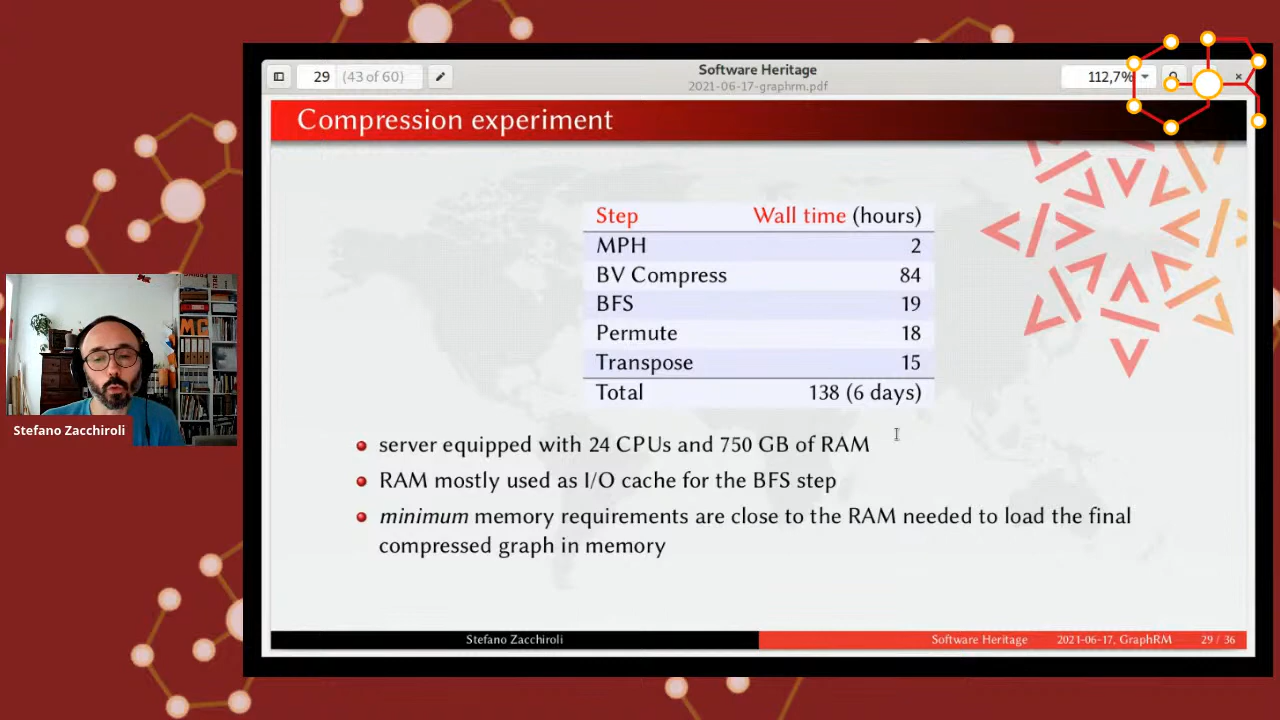 29 (43 of 60)
Software Heritage
2021-06-17-graphrm.pdf
112,7%
Compression experiment
Step Wall time (hours)
MPH 2
BV Compress 84
BFS 19
Permute 18
Transpose 15
Total 138 (6 days)
server equipped with 24 CPUs and 750 GB of RAM
RAM mostly used as I/O cache for the BFS step
minimum memory requirements are close to the RAM needed to load the final
compressed graph in memory
Stefano Zacchiroli
Stefano Zacchiroli Software Heritage 2021-06-17, GraphRM 29 / 36